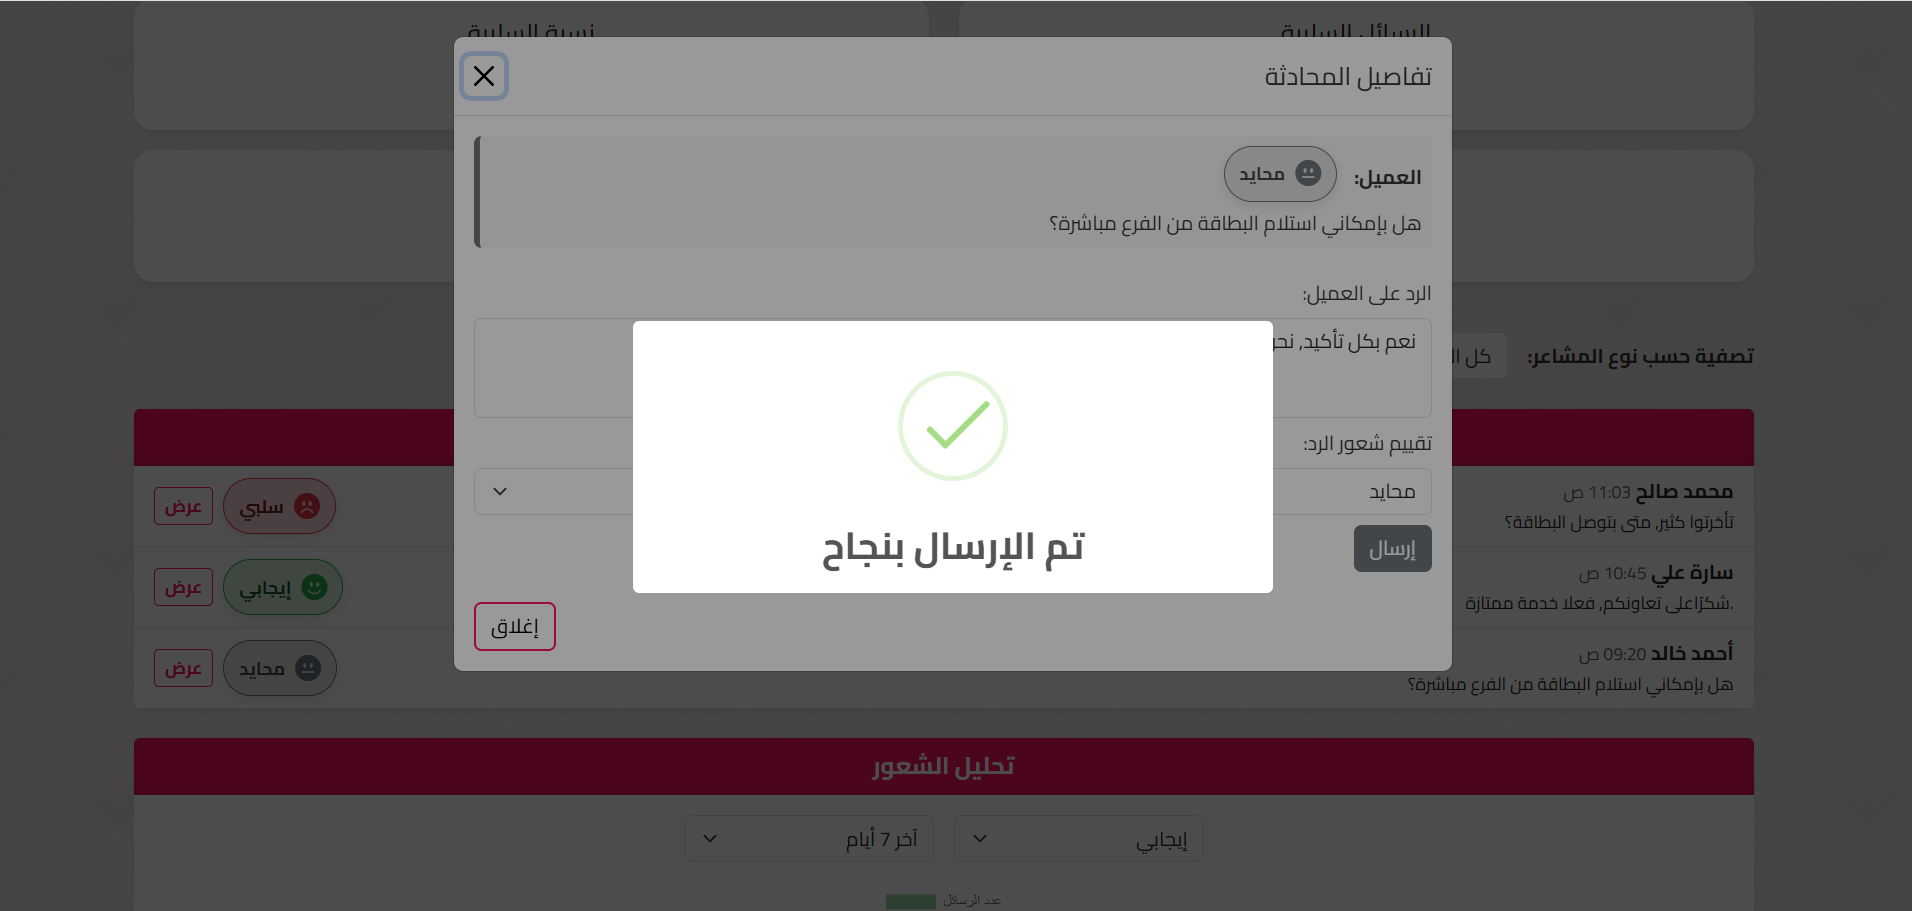 الرسائل السلبية
نسبة السلبية
تفاصيل المحادثة
العميل:
محايد
هل بإمكاني استلام البطاقة من الفرع مباشرة؟
الرد على العميل:
نعم بكل تأكيد, نحن
تقييم شعور الرد:
محايد
إرسال
إغلاق
تم الإرسال بنجاح
تصفية حسب نوع المشاعر:
كل
محمد صالح 11:03 ص
تأخرتوا كثير, متى بتوصل البطاقة؟
سلبي
عرض
سارة علي 10:45 ص
شكرًاعلى تعاونكم, فعلا خدمة ممتازة.
إيجابي
عرض
أحمد خالد 09:20 ص
هل بإمكاني استلام البطاقة من الفرع مباشرة؟
محايد
عرض
تحليل الشعور
إيجابي
آخر 7 أيام
عدد الرسائل